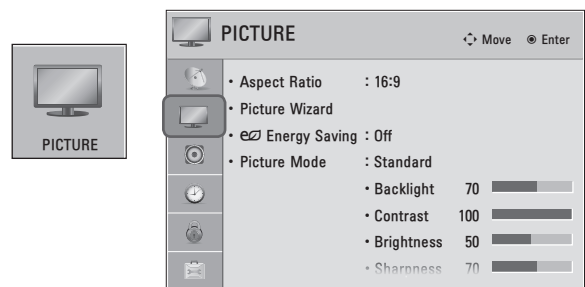 PICTURE
PICTURE
Move Enter
• Aspect Ratio : 16:9
• Picture Wizard
• e Energy Saving : Off
• Picture Mode : Standard
• Backlight 70
• Contrast 100
• Brightness 50
• Sharpness 70